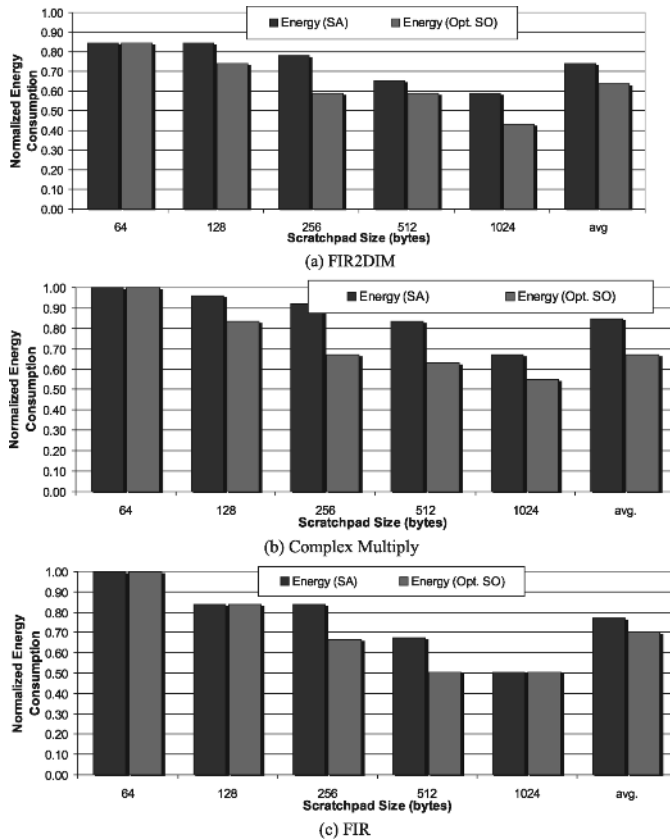 Energy (SA) Energy (Opt. SO)
Normalized Energy
Consumption
1.00
0.90
0.80
0.70
0.60
0.50
0.40
0.30
0.20
0.10
0.00
64 128 256 512 1024 avg
Scratchpad Size (bytes)
(a) FIR2DIM
Energy (SA) Energy (Opt. SO)
Normalized Energy
Consumption
1.00
0.90
0.80
0.70
0.60
0.50
0.40
0.30
0.20
0.10
0.00
64 128 256 512 1024 avg.
Scratchpad Size (bytes)
(b) Complex Multiply
Energy (SA) Energy (Opt. SO)
Normalized Energy
Consumption
1.00
0.90
0.80
0.70
0.60
0.50
0.40
0.30
0.20
0.10
0.00
64 128 256 512 1024 avg.
Scratchpad Size (bytes)
(c) FIR